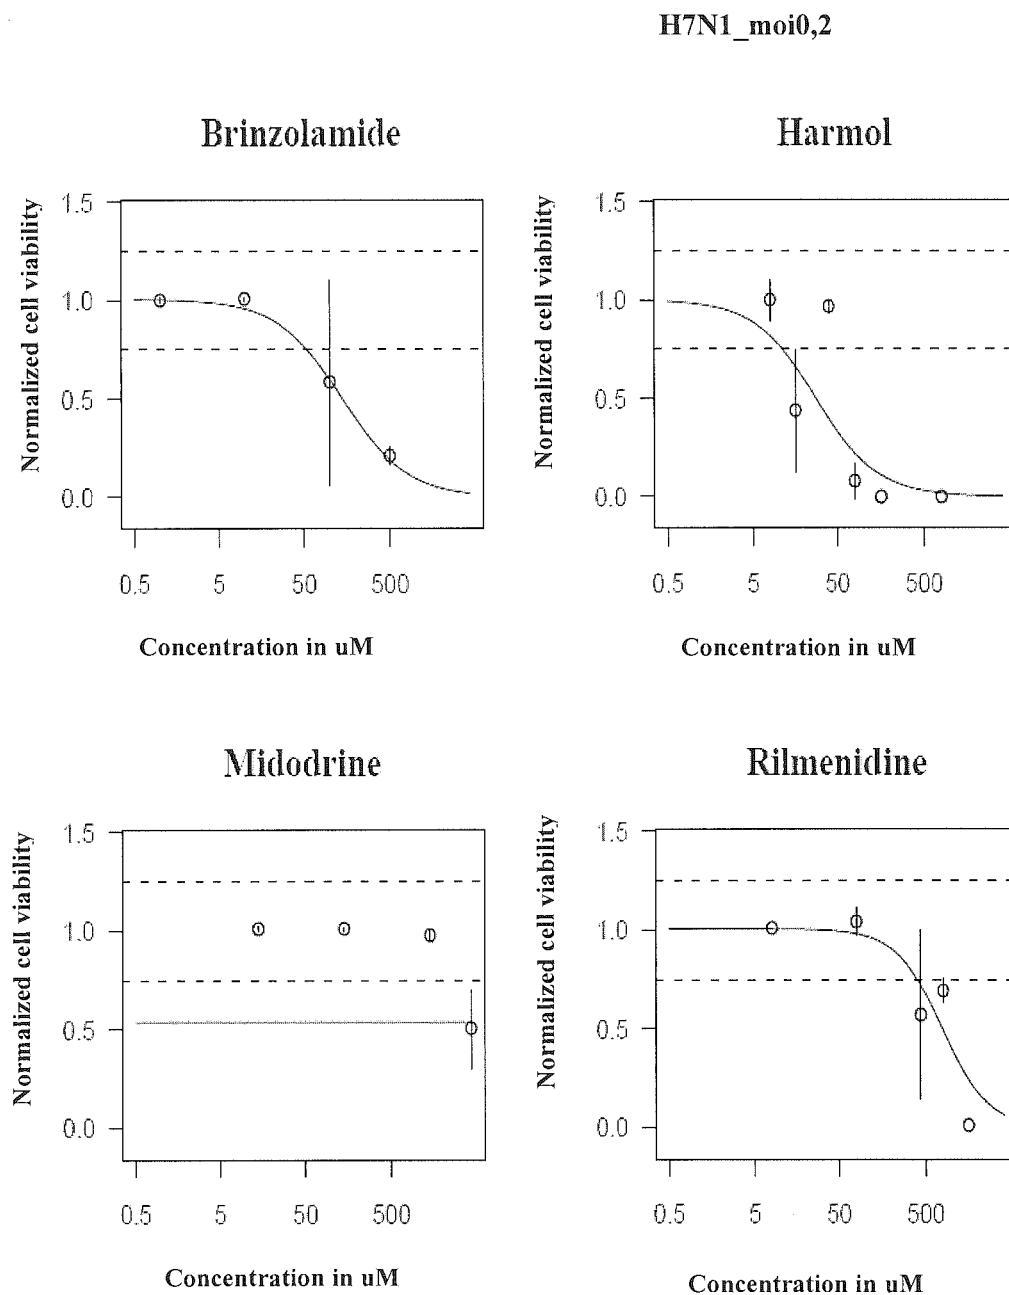 H7N1_moi0,2
Brinzolamide
Normalized cell viability
1.5
1.0
0.5
0.0
0.5 5 50 500
Concentration in uM
Harmol
Normalized cell viability
1.5
1.0
0.5
0.0
0.5 5 50 500
Concentration in uM
Midodrine
Normalized cell viability
1.5
1.0
0.5
0.0
0.5 5 50 500
Concentration in uM
Rilmenidine
Normalized cell viability
1.5
1.0
0.5
0.0
0.5 5 50 500
Concentration in uM